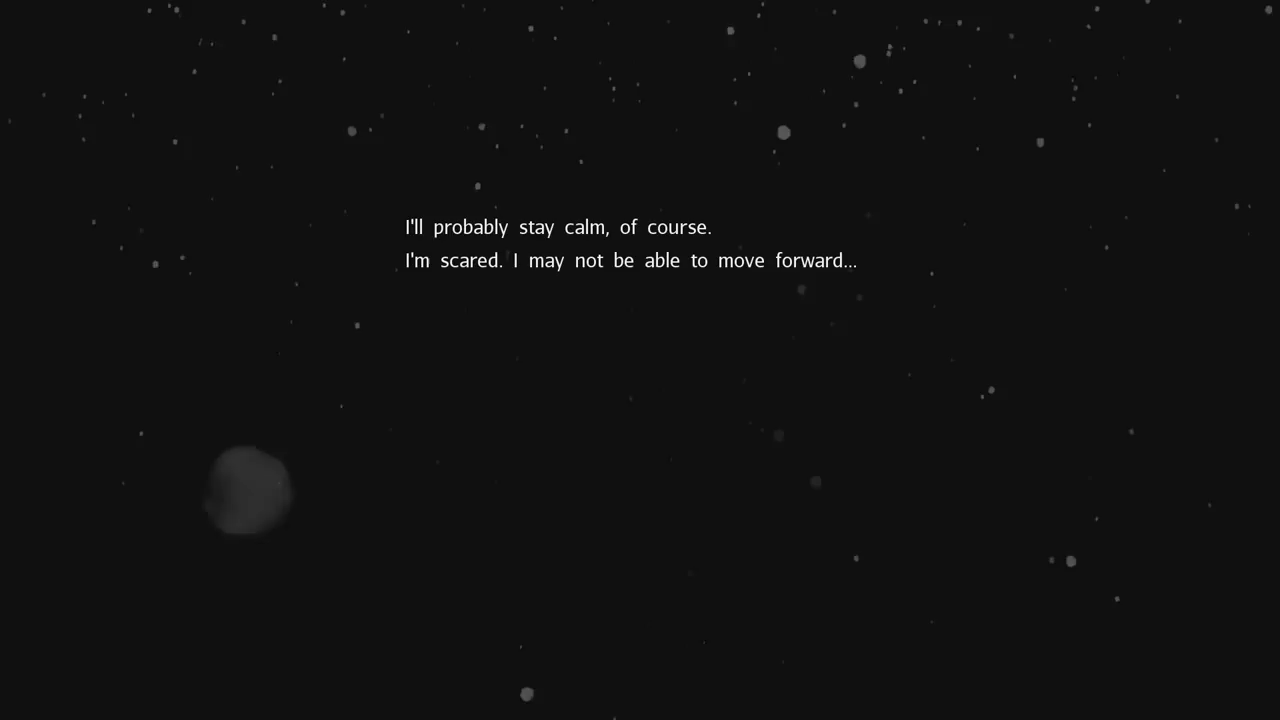 I'll probably stay calm, of course.
I'm scared. I may not be able to move forward...